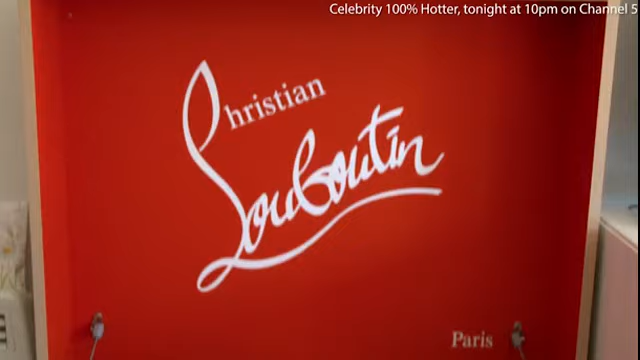 Celebrity 100% Hotter, tonight at 10pm on Channel 5
Christian
Louboutin
Paris